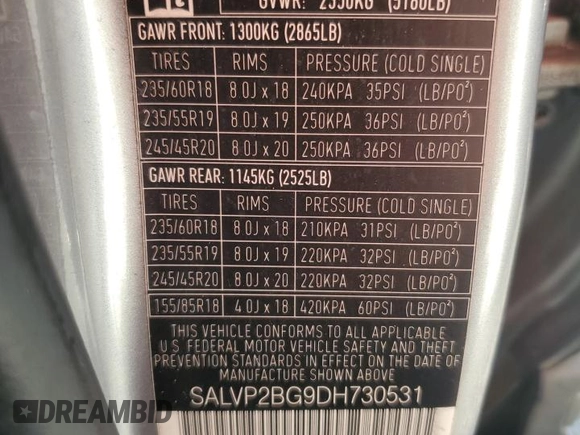 GVWR: 2350KG (5180LB)
GAWR FRONT: 1300KG (2865LB)
TIRES RIMS PRESSURE (COLD SINGLE)
235/60R18 8.0J x 18 240KPA 35PSI (LB/PO²)
235/55R19 8.0J x 19 250KPA 36PSI (LB/PO²)
245/45R20 8.0J x 20 250KPA 36PSI (LB/PO²)
GAWR REAR: 1145KG (2525LB)
TIRES RIMS PRESSURE (COLD SINGLE)
235/60R18 8.0J x 18 210KPA 31PSI (LB/PO²)
235/55R19 8.0J x 19 220KPA 32PSI (LB/PO²)
245/45R20 8.0J x 20 220KPA 32PSI (LB/PO²)
155/85R18 4.0J x 18 420KPA 60PSI (LB/PO²)
THIS VEHICLE CONFORMS TO ALL APPLICABLE
U.S FEDERAL MOTOR VEHICLE SAFETY AND THEFT
PREVENTION STANDARDS IN EFFECT ON THE DATE OF
MANUFACTURE SHOWN ABOVE
SALVP2BG9DH730531
EPIC.VIN